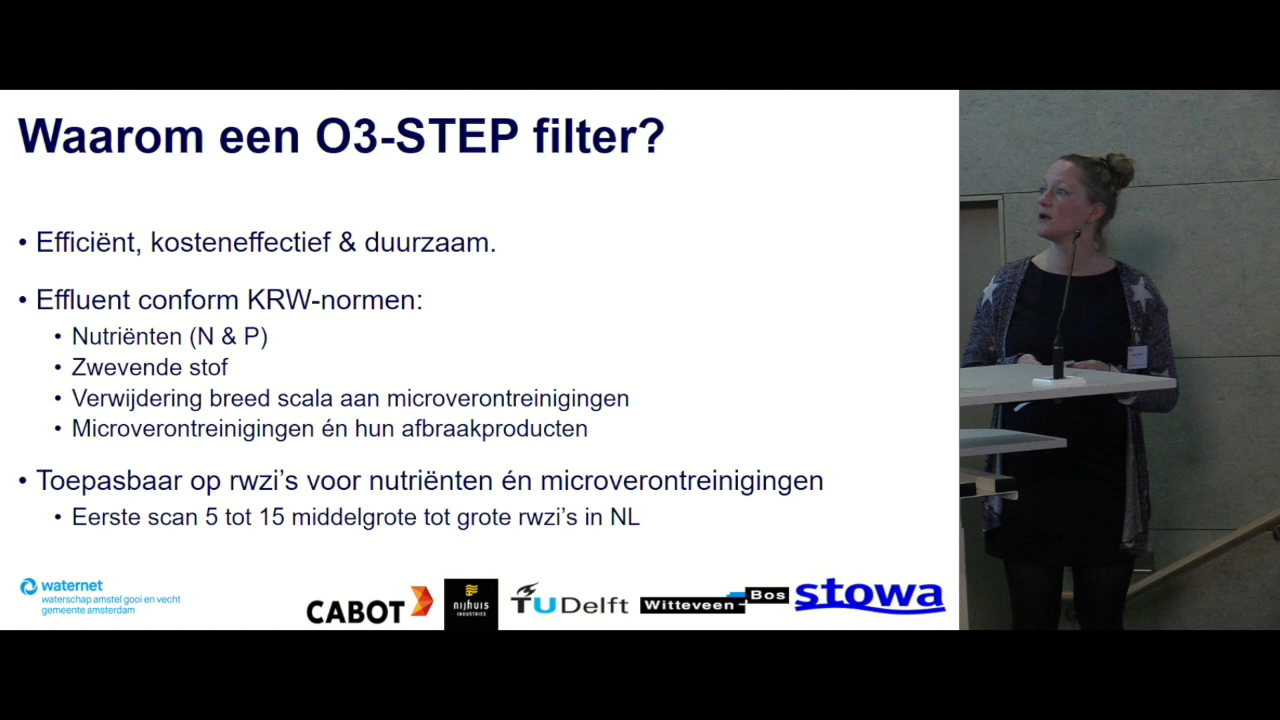 Waarom een O3-STEP filter?
• Efficiënt, kosteneffectief & duurzaam.
• Effluent conform KRW-normen:
• Nutriënten (N & P)
• Zwevende stof
• Verwijdering breed scala aan microverontreinigingen
• Microverontreinigingen én hun afbraakproducten
• Toepasbaar op rwzi's voor nutriënten én microverontreinigingen
• Eerste scan 5 tot 15 middelgrote tot grote rwzi's in NL
waternet
waterschap amstel gooi en vecht
gemeente amsterdam
CABOT
nijhuis
INDUSTRIES
TU Delft
Witteveen+
Bos
stowa